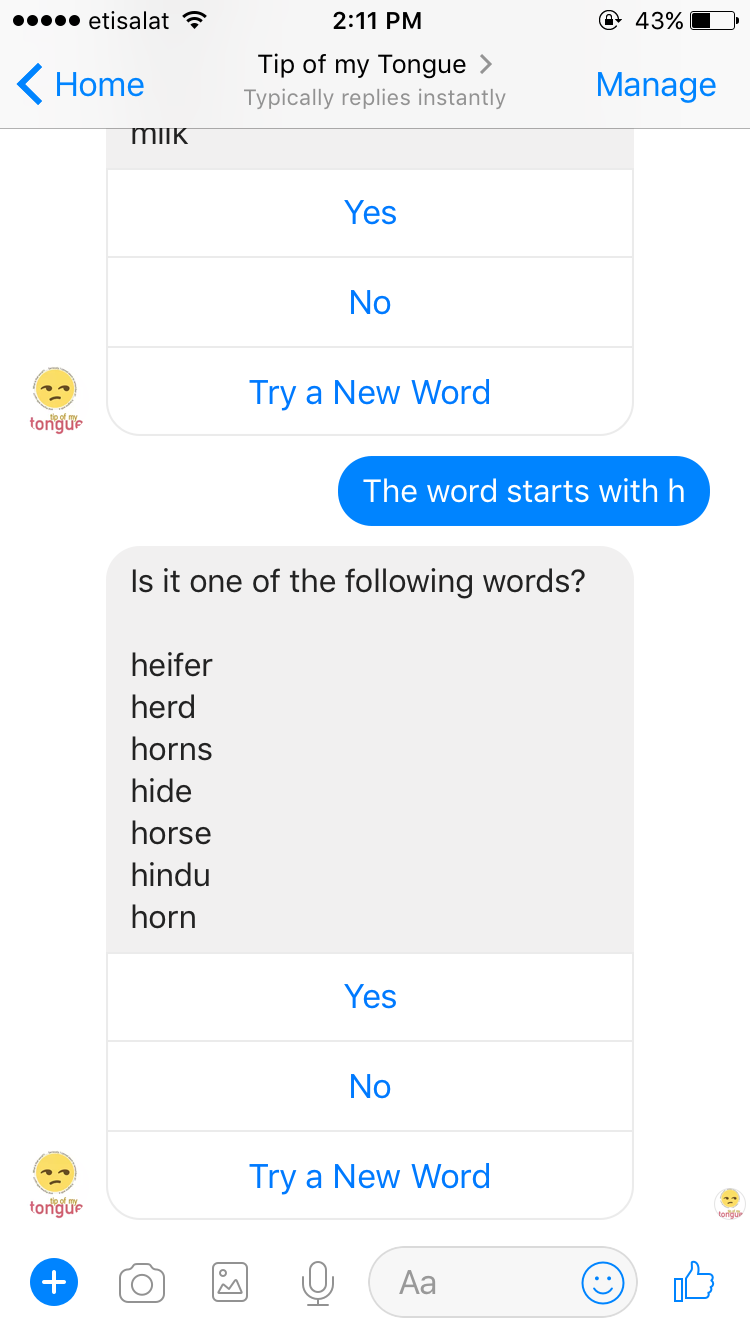 etisalat 2:11 PM 43%
Home Tip of my Tongue Manage
Typically replies instantly
milk
Yes
No
Try a New Word
tip of my
tongue
The word starts with h
Is it one of the following words?
heifer
herd
horns
hide
horse
hindu
horn
Yes
No
Try a New Word
tip of my
tongue
tongue
Aa